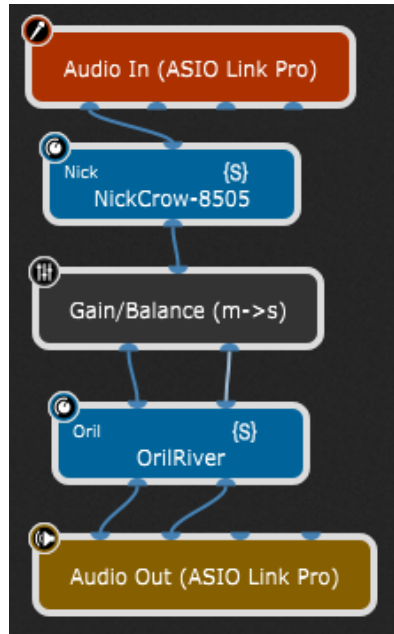 Audio In (ASIO Link Pro)
Nick {S}
NickCrow-8505
Gain/Balance (m->s)
Oril {S}
OrilRiver
Audio Out (ASIO Link Pro)